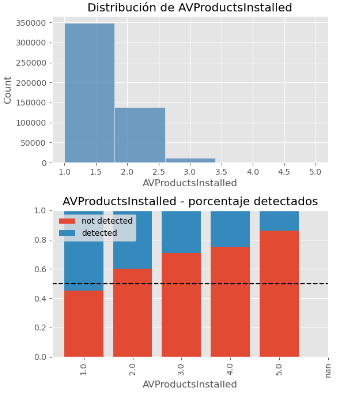 Distribución de AVProductsInstalled
350000
300000
250000
200000
150000
100000
50000
0
Count
1.0 1.5 2.0 2.5 3.0 3.5 4.0 4.5 5.0
AVProductsInstalled
AVProductsInstalled - porcentaje detectados
1.0
0.8
0.6
0.4
0.2
0.0
not detected
detected
1.0 2.0 3.0 4.0 5.0 nan
AVProductsInstalled